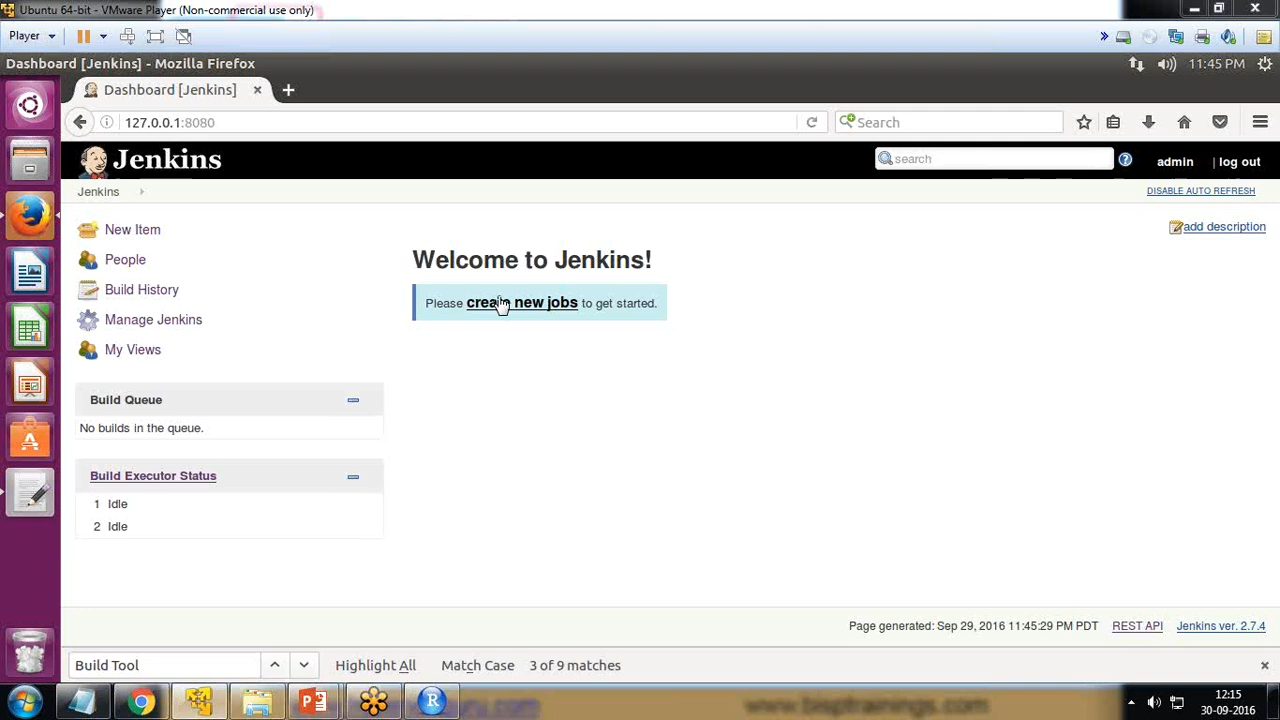 Ubuntu 64-bit - VMware Player (Non-commercial use only)
Player
Dashboard [Jenkins] - Mozilla Firefox
11:45 PM
Dashboard [Jenkins]
127.0.0.1:8080
Search
Jenkins
search
admin
log out
Jenkins
DISABLE AUTO REFRESH
New Item
People
Build History
Manage Jenkins
My Views
add description
Welcome to Jenkins!
Please create new jobs to get started.
Build Queue
No builds in the queue.
Build Executor Status
1 Idle
2 Idle
Page generated: Sep 29, 2016 11:45:29 PM PDT
REST API
Jenkins ver. 2.7.4
Build Tool
Highlight All
Match Case
3 of 9 matches
12:15
30-09-2016